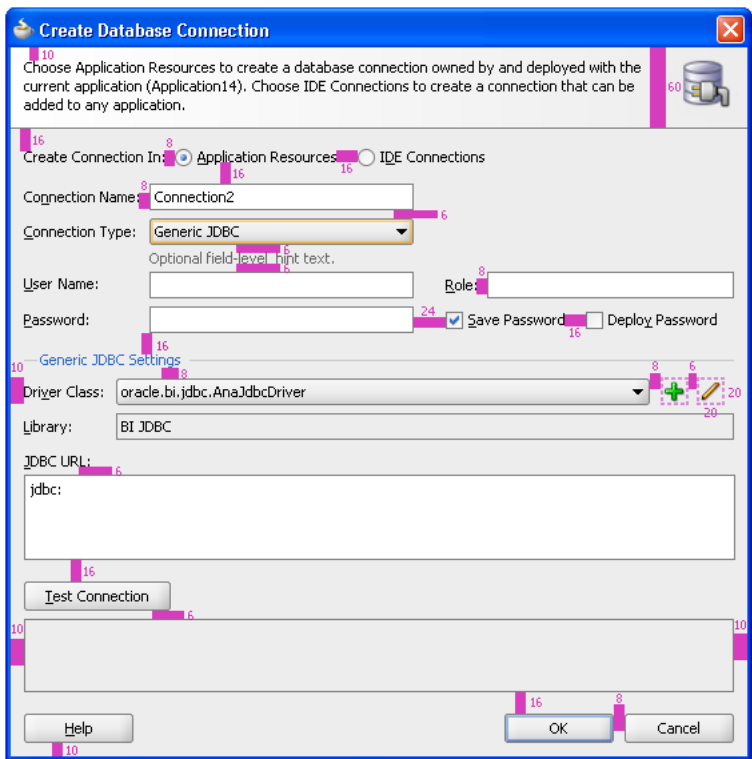 Create Database Connection
10
Choose Application Resources to create a database connection owned by and deployed with the
current application (Application14). Choose IDE Connections to create a connection that can be
added to any application.
60
16
8
Create Connection In: Application Resources 16 IDE Connections
16
8
Connection Name: Connection2
6
Connection Type: Generic JDBC
Optional field-level hint text.
6
6
User Name: Role: 8
Password: 24 Save Password 16 Deploy Password
16
Generic JDBC Settings
10 8 8 6
Driver Class: oracle.bi.jdbc.AnaJdbcDriver 20
20
Library: BI JDBC
JDBC URL:
6
jdbc:
16
Test Connection
6
10 10
16 8
Help OK Cancel
10